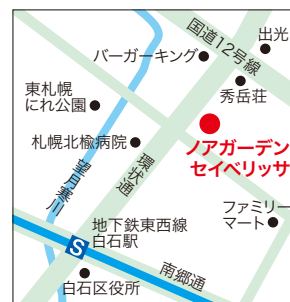 出光
国道12号線
バーガーキング
秀岳荘
東札幌
にれ公園
札幌北楡病院
ノアガーデン
セイベリッサ
環状通
望月寒川
ファミリー
マート
地下鉄東西線
白石駅
S
南郷通
白石区役所